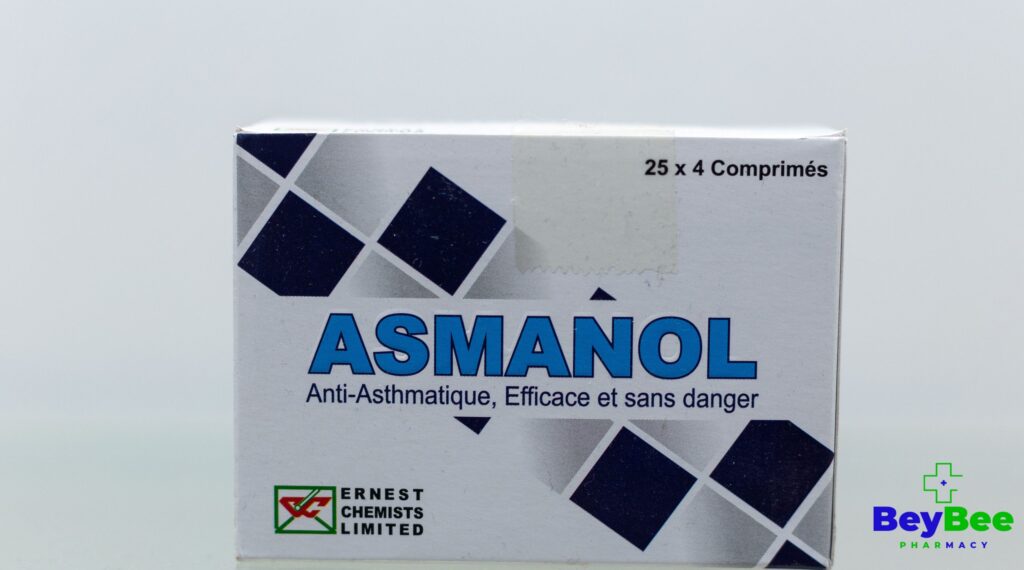 25 x 4 Comprimés
ASMANOL
Anti-Asthmatique, Efficace et sans danger
ERNEST
CHEMISTS
LIMITED
BeyBee
PHARMACY